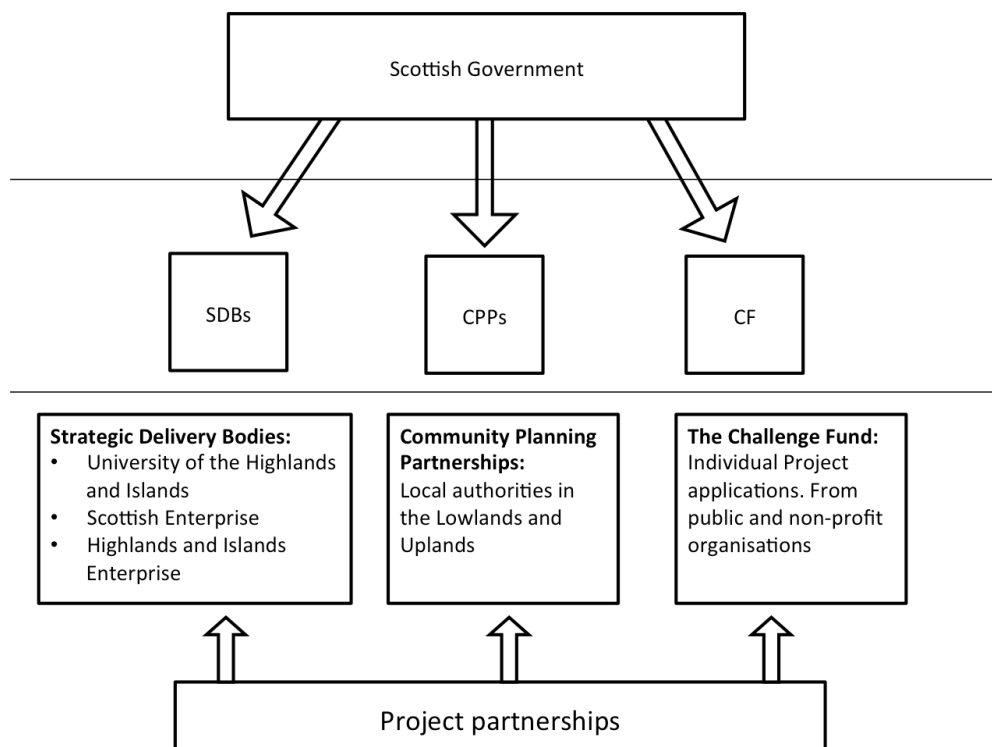 Scottish Government
SDBs
CPPs
CF
Strategic Delivery Bodies:
• University of the Highlands
and Islands
• Scottish Enterprise
• Highlands and Islands
Enterprise
Community Planning
Partnerships:
Local authorities in
the Lowlands and
Uplands
The Challenge Fund:
Individual Project
applications. From
public and non-profit
organisations
Project partnerships